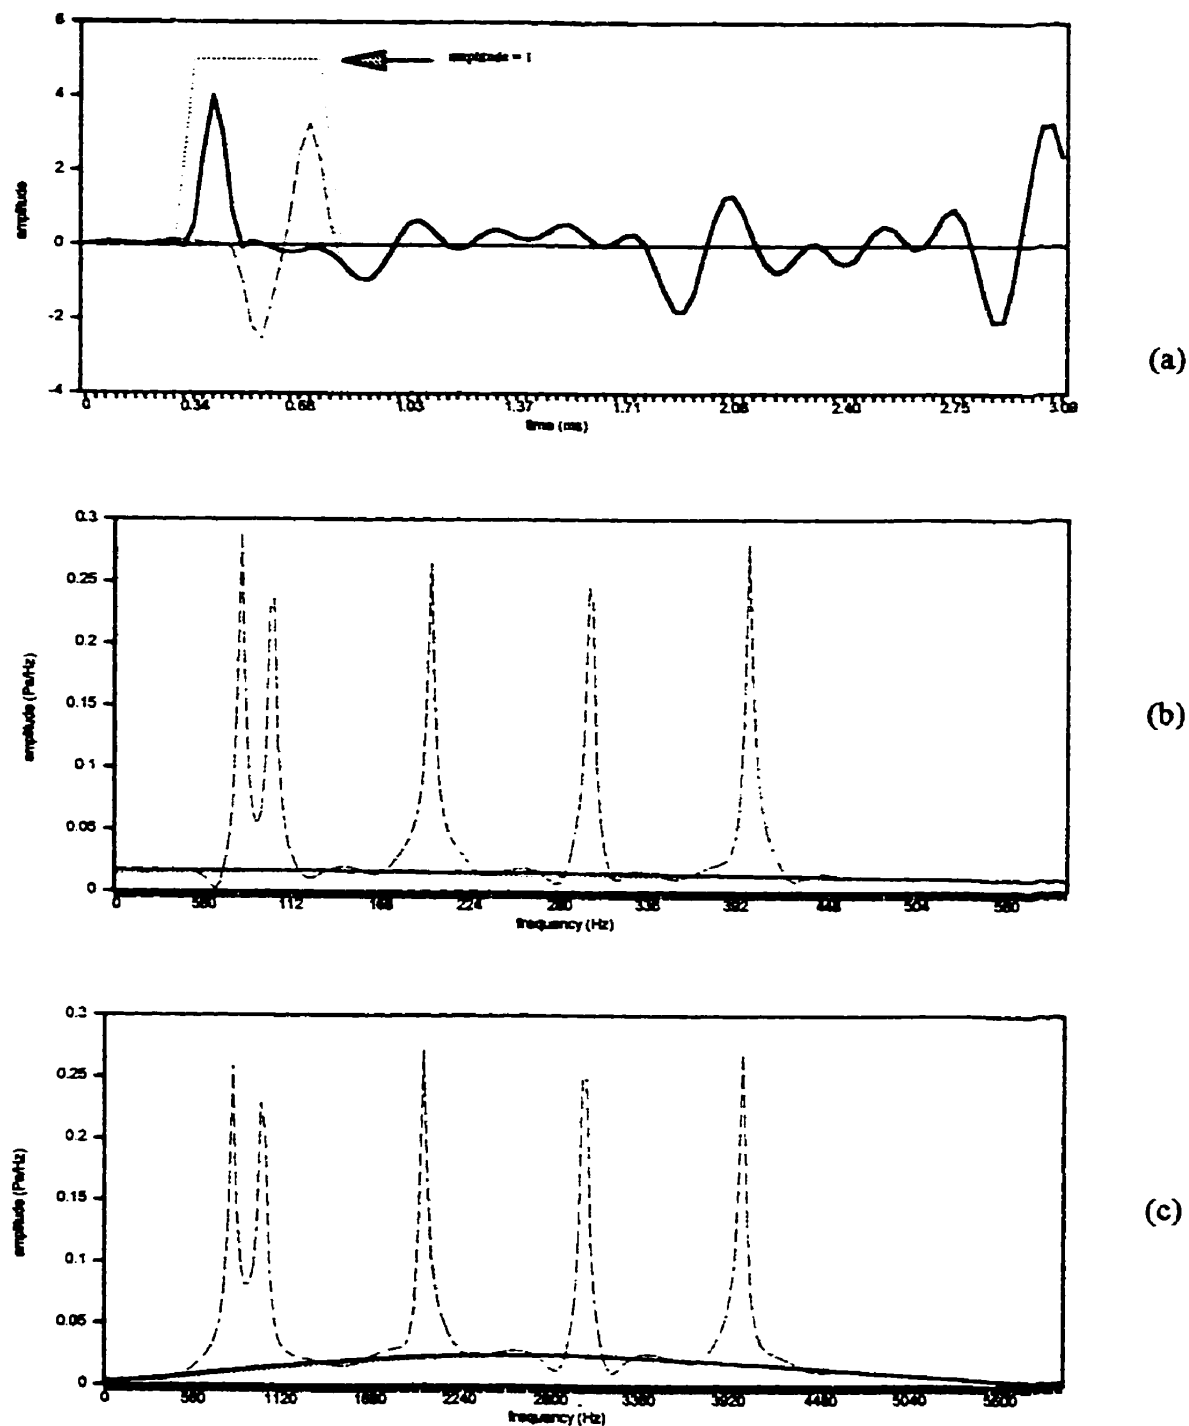 6
amplitude = 1
4
2
0
-2
-4
amplitude
0 0.34 0.68 1.03 1.37 1.71 2.06 2.40 2.75 3.09
time (ms)
(a)
0.3
0.25
0.2
0.15
0.1
0.05
0
amplitude (Pa/Hz)
0 560 112 168 224 280 336 392 448 504 560
frequency (Hz)
(b)
0.3
0.25
0.2
0.15
0.1
0.05
0
amplitude (Pa/Hz)
0 560 1120 1680 2240 2800 3360 3920 4480 5040 5600
frequency (Hz)
(c)